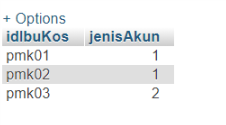 + Options
idIbuKos jenisAkun
pmk01 1
pmk02 1
pmk03 2